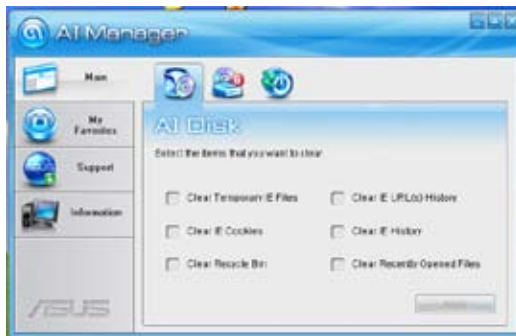 AI Manager
Main
My
Favorites
Support
Information
AI Disk
Select the items that you want to clear
Clear Temporary IE Files
Clear IE URL(s) History
Clear IE Cookies
Clear IE History
Clear Recycle Bin
Clear Recently Opened Files
ASUS